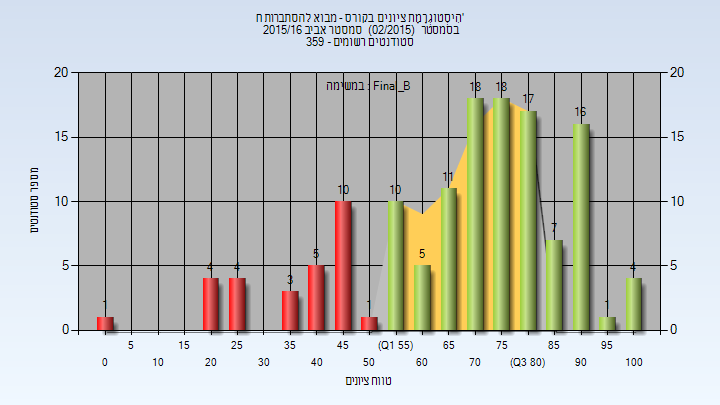 היסטוגרמת ציונים בקורס - מבוא להסתברות ח'
בסמסטר (02/2015) סמסטר אביב 2015/16
סטודנטים רשומים - 359
במשימה : Final_B
20 20
15 15
10 10
5 5
0 0
מספר סטודנטים
1 4 4 3 5 10 1 10 5 11 18 18 17 7 16 1 4
5 15 25 35 45 (Q1 55) 65 75 85 95
0 10 20 30 40 50 60 70 (Q3 80) 90 100
טווח ציונים